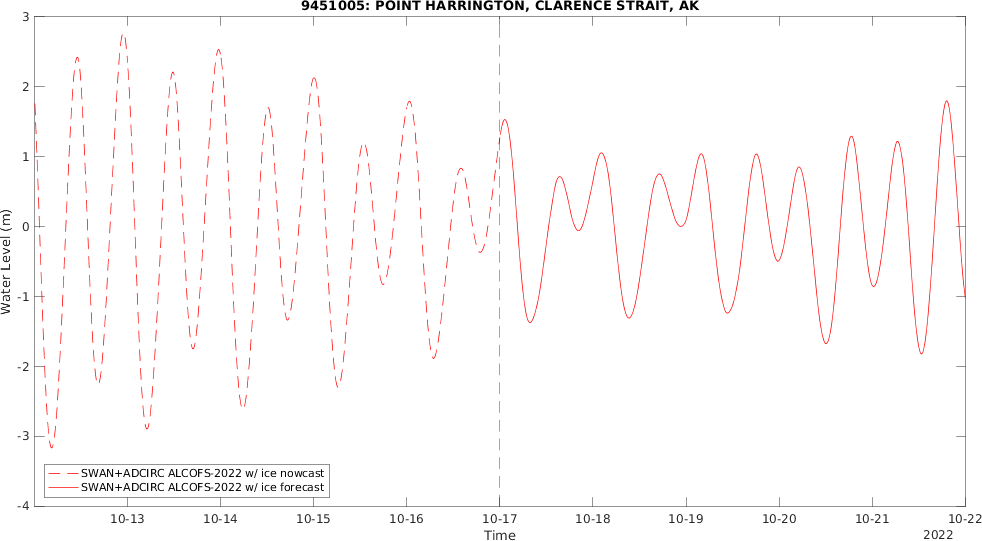 9451005: POINT HARRINGTON, CLARENCE STRAIT, AK
3
2
1
0
-1
-2
-3
-4
Water Level (m)
SWAN+ADCIRC ALCOFS-2022 w/ ice nowcast
SWAN+ADCIRC ALCOFS-2022 w/ ice forecast
10-13 10-14 10-15 10-16 10-17 10-18 10-19 10-20 10-21 10-22
Time
2022